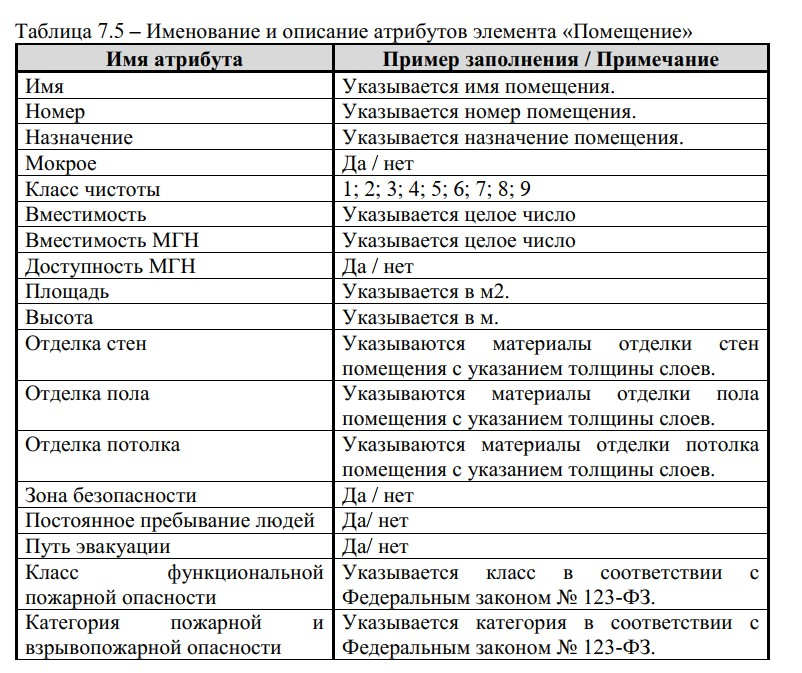 Таблица 7.5 – Именование и описание атрибутов элемента «Помещение»
Имя атрибута Пример заполнения / Примечание
Имя Указывается имя помещения.
Номер Указывается номер помещения.
Назначение Указывается назначение помещения.
Мокрое Да / нет
Класс чистоты 1; 2; 3; 4; 5; 6; 7; 8; 9
Вместимость Указывается целое число
Вместимость МГН Указывается целое число
Доступность МГН Да / нет
Площадь Указывается в м2.
Высота Указывается в м.
Отделка стен Указываются материалы отделки стен
помещения с указанием толщины слоев.
Отделка пола Указываются материалы отделки пола
помещения с указанием толщины слоев.
Отделка потолка Указываются материалы отделки потолка
помещения с указанием толщины слоев.
Зона безопасности Да / нет
Постоянное пребывание людей Да/ нет
Путь эвакуации Да/ нет
Класс функциональной Указывается класс в соответствии с
пожарной опасности Федеральным законом № 123-ФЗ.
Категория пожарной и Указывается категория в соответствии с
взрывопожарной опасности Федеральным законом № 123-ФЗ.